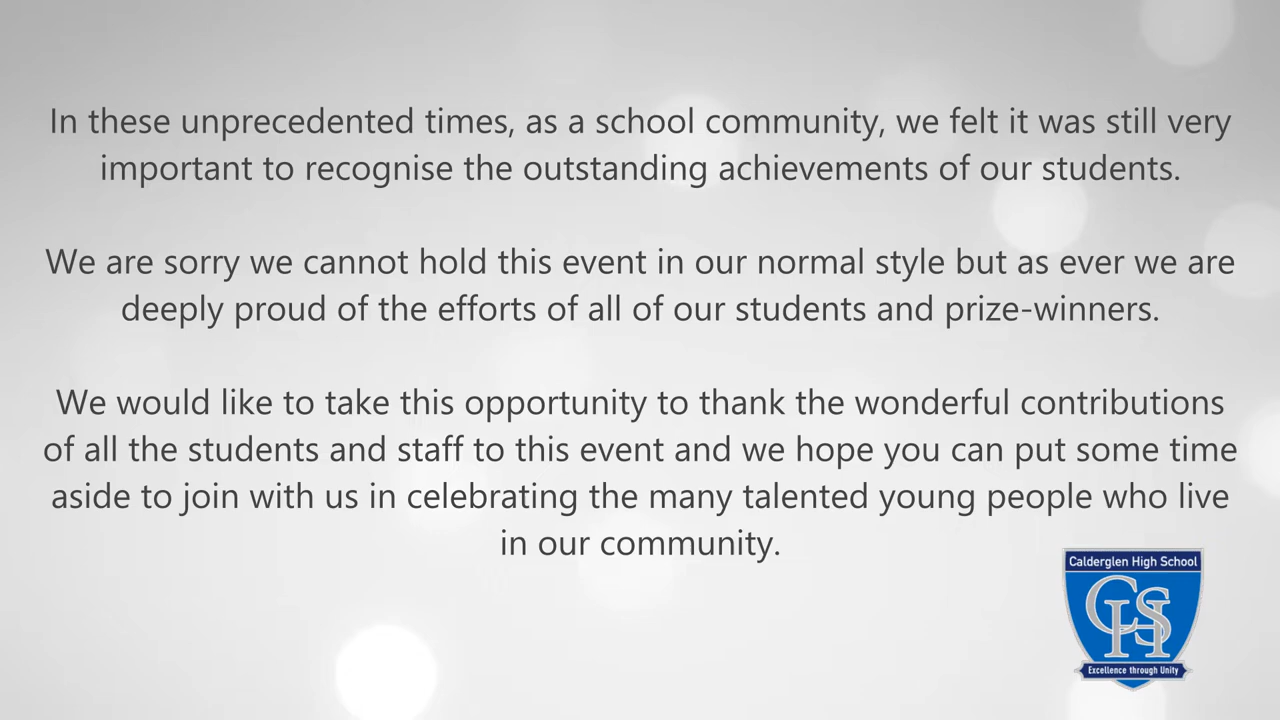 In these unprecedented times, as a school community, we felt it was still very
important to recognise the outstanding achievements of our students.
We are sorry we cannot hold this event in our normal style but as ever we are
deeply proud of the efforts of all of our students and prize-winners.
We would like to take this opportunity to thank the wonderful contributions
of all the students and staff to this event and we hope you can put some time
aside to join with us in celebrating the many talented young people who live
in our community.
Calderglen High School
CHS
Excellence through Unity